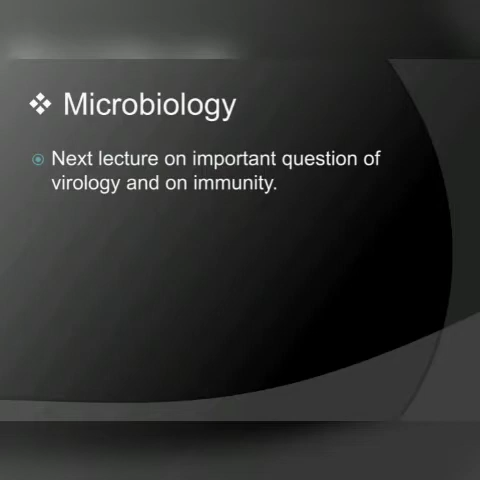 ❖ Microbiology
Next lecture on important question of
virology and on immunity.